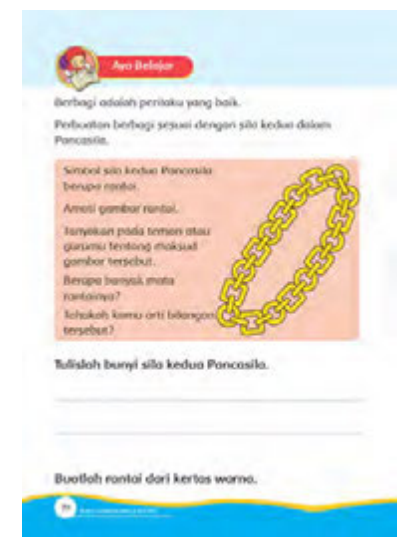 Ayo Belajar
Berbagi adalah perilaku yang baik.
Perbuatan berbagi sesuai dengan sila kedua dalam
Pancasila.
Simbol sila kedua Pancasila
berupa rantai.
Amati gambar rantai.
Tanyakan pada teman atau
gurumu tentang maksud
gambar tersebut.
Berapa banyak mata
rantainya?
Tahukah kamu arti bilangan
tersebut?
Tulislah bunyi sila kedua Pancasila.
Buatlah rantai dari kertas warna.